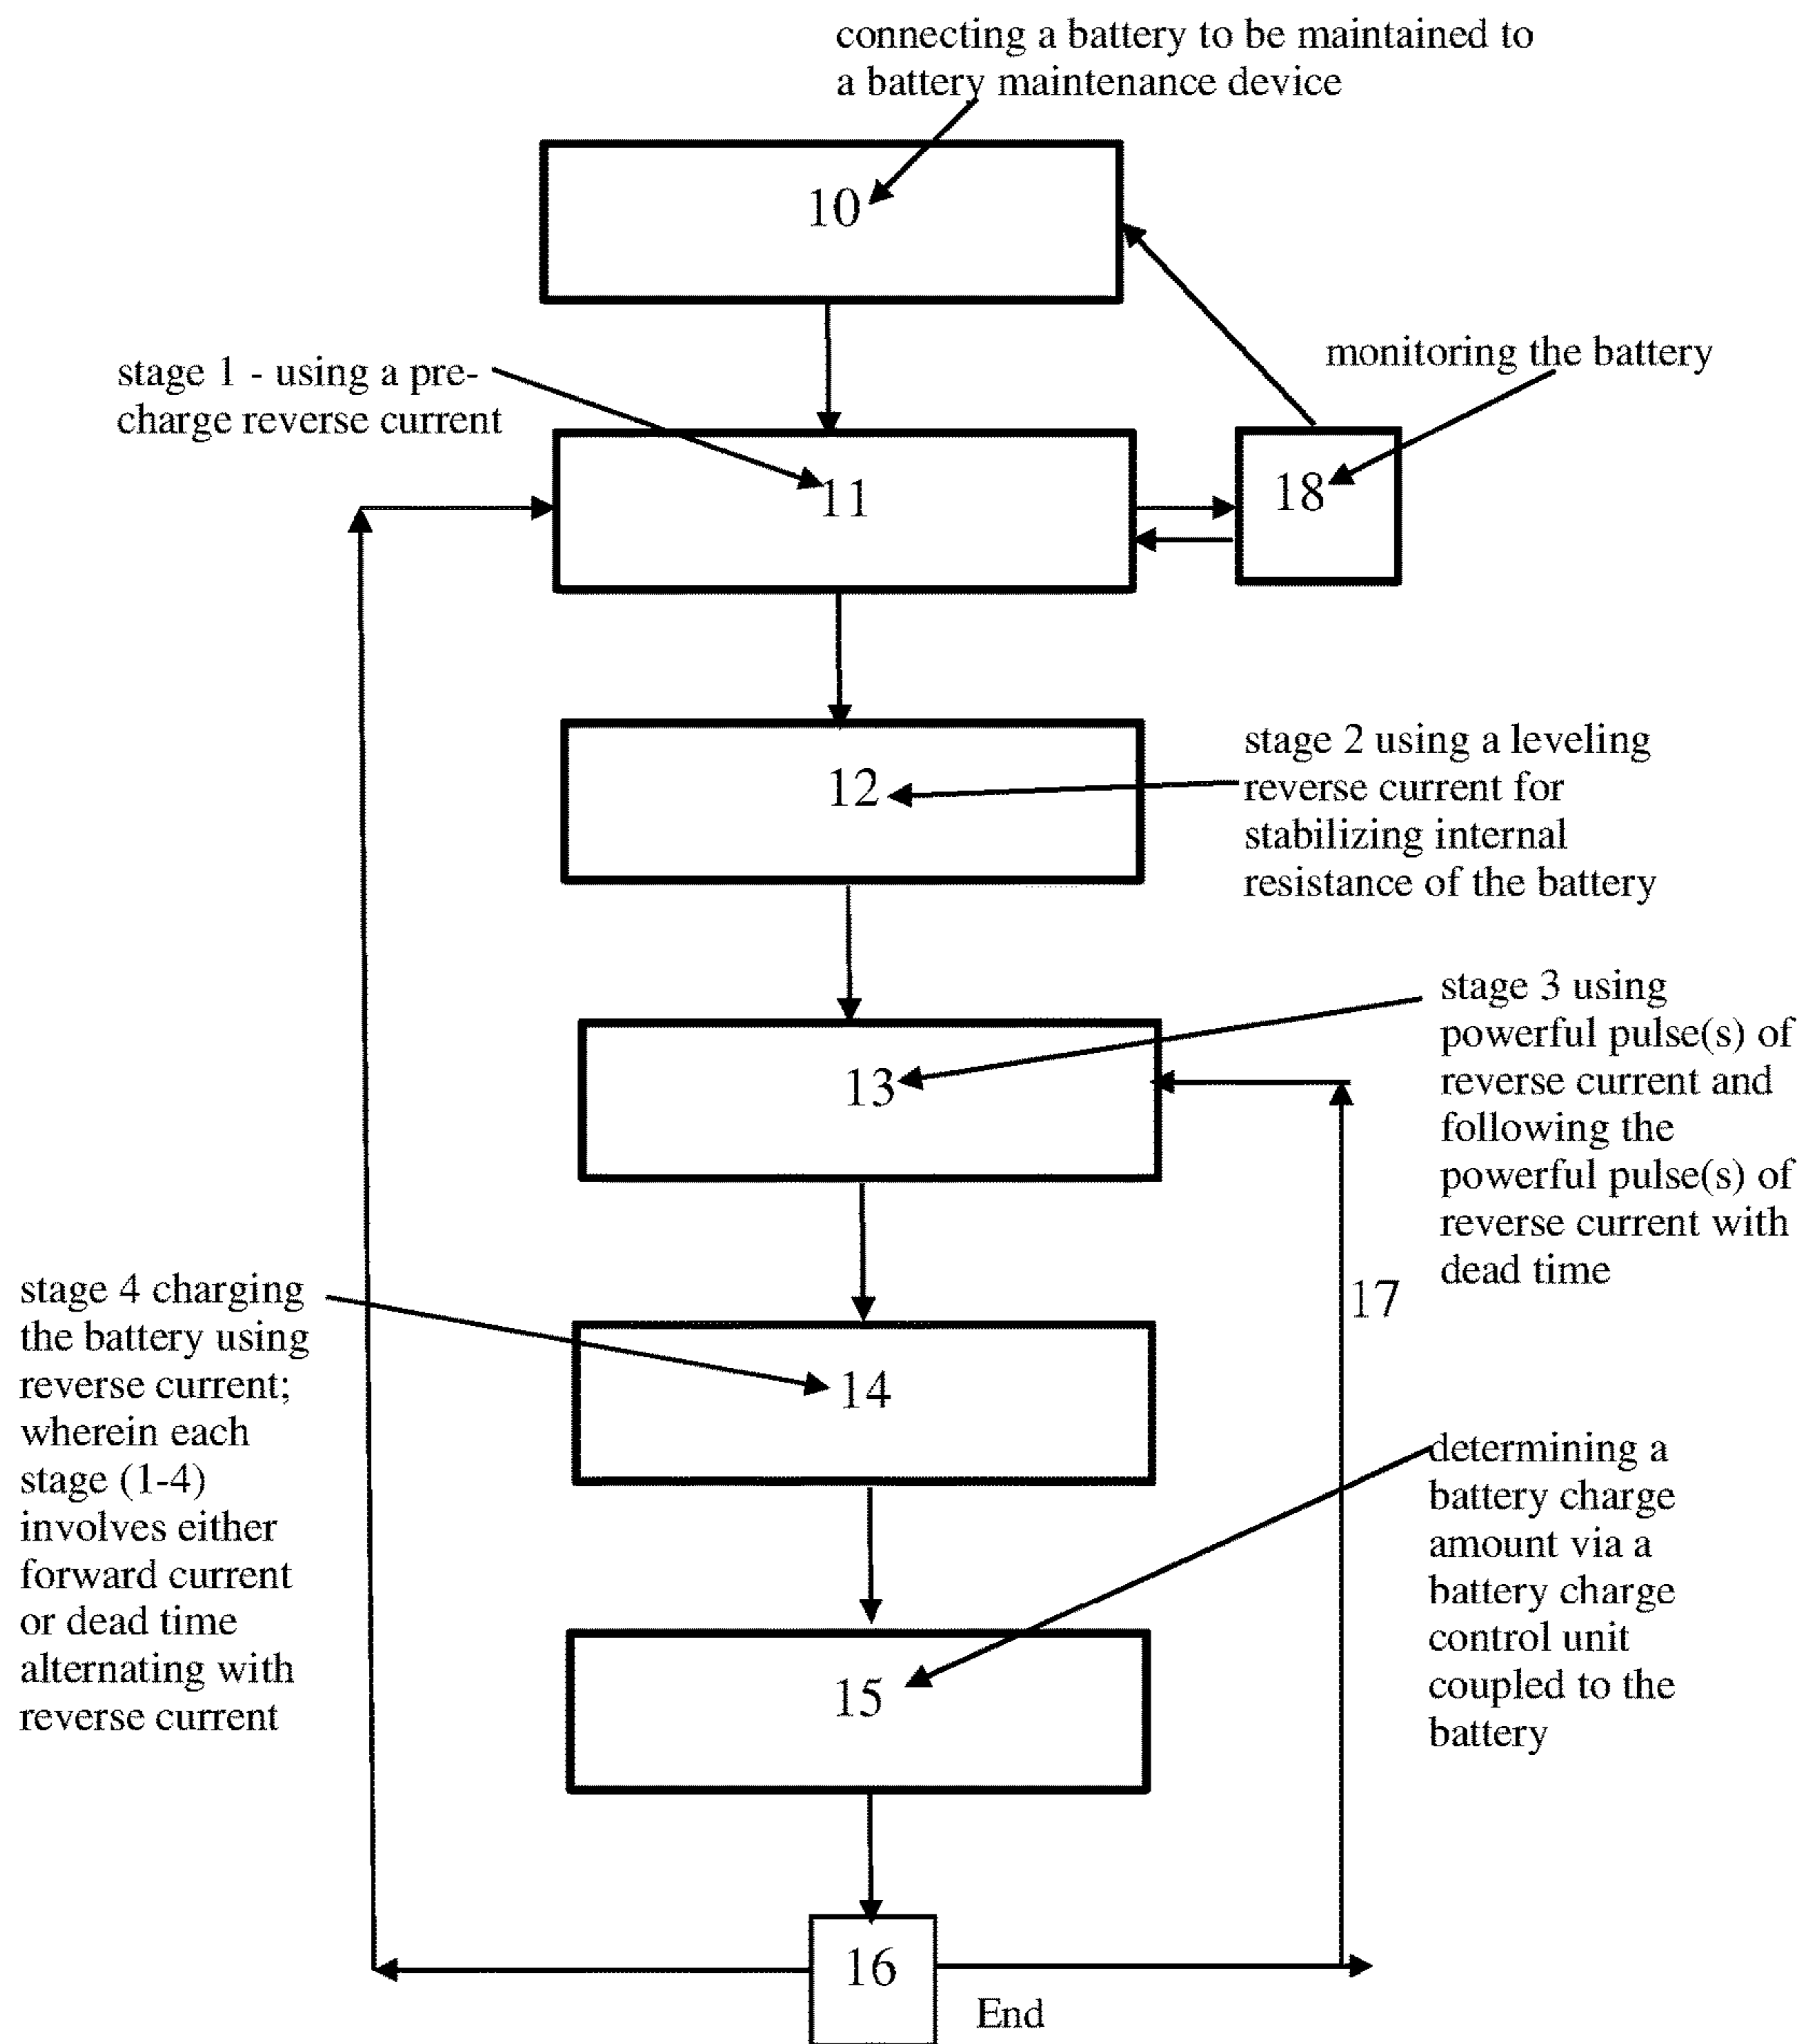 connecting a battery to be maintained to
a battery maintenance device
10
stage 1 - using a pre-
charge reverse current
monitoring the battery
11
18
stage 2 using a leveling
reverse current for
stabilizing internal
resistance of the battery
12
stage 3 using
powerful pulse(s) of
reverse current and
following the
powerful pulse(s) of
reverse current with
dead time
13
17
stage 4 charging
the battery using
reverse current;
wherein each
stage (1-4)
involves either
forward current
or dead time
alternating with
reverse current
14
determining a
battery charge
amount via a
battery charge
control unit
coupled to the
battery
15
16
End